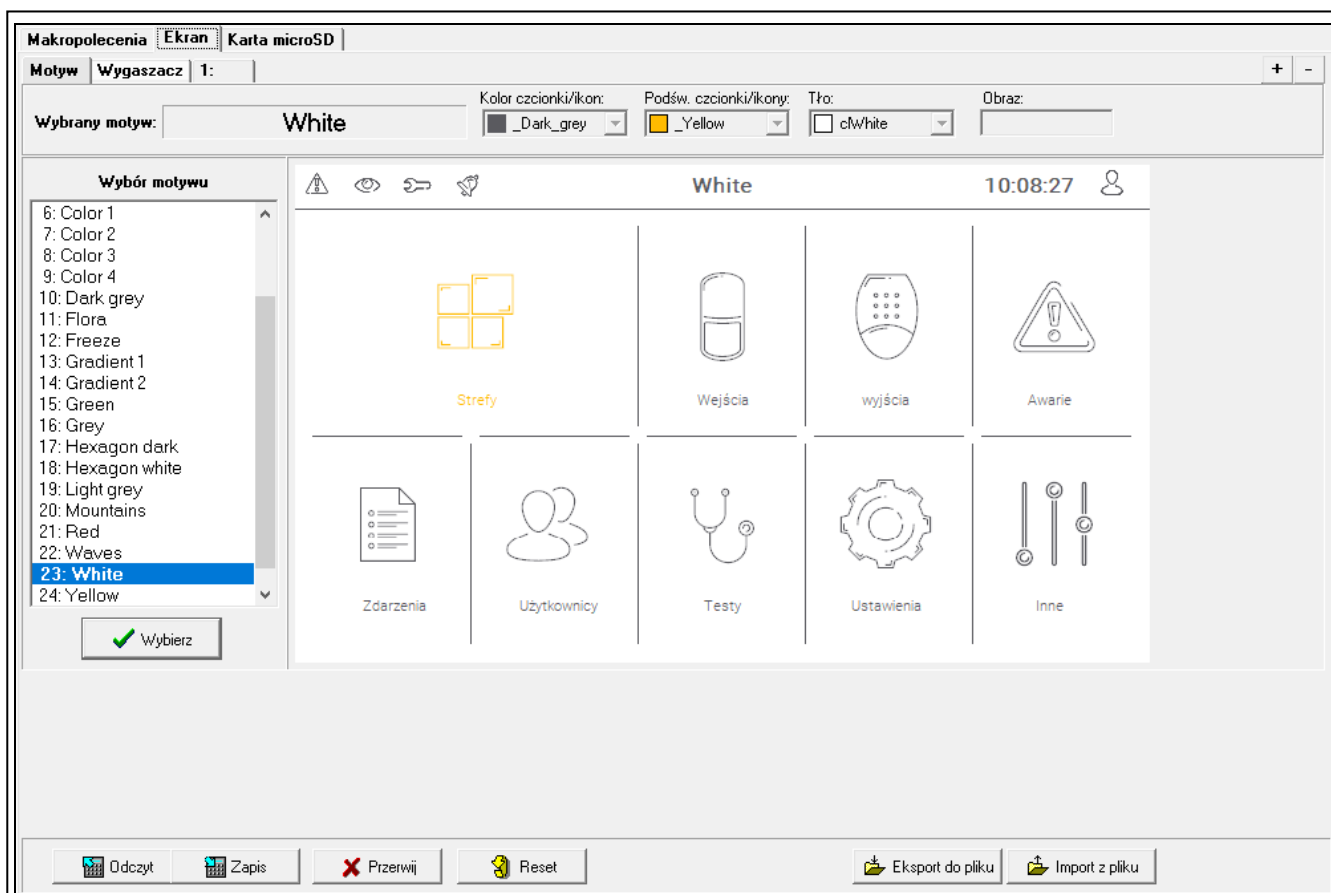 Makropolecenia Ekran Karta microSD
Motyw Wygaszacz 1: + -
Kolor czcionki/ikon: Podśw. czcionki/ikony: Tło: Obraz:
Wybrany motyw: White _Dark_grey _Yellow clWhite
Wybór motywu
6: Color 1
7: Color 2
8: Color 3
9: Color 4
10: Dark grey
11: Flora
12: Freeze
13: Gradient 1
14: Gradient 2
15: Green
16: Grey
17: Hexagon dark
18: Hexagon white
19: Light grey
20: Mountains
21: Red
22: Waves
23: White
24: Yellow
Wybierz
White 10:08:27
Strefy Wejścia wyjścia Awarie
Zdarzenia Użytkownicy Testy Ustawienia Inne
Odczyt Zapis Przerwij Reset Eksport do pliku Import z pliku